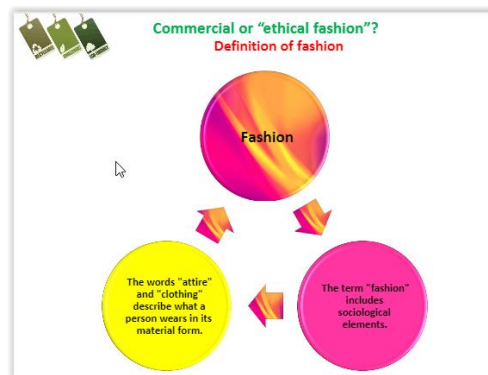 Commercial or “ethical fashion”?
Definition of fashion
Fashion
The words "attire"
and "clothing"
describe what a
person wears in its
material form.
The term "fashion"
includes
sociological
elements.